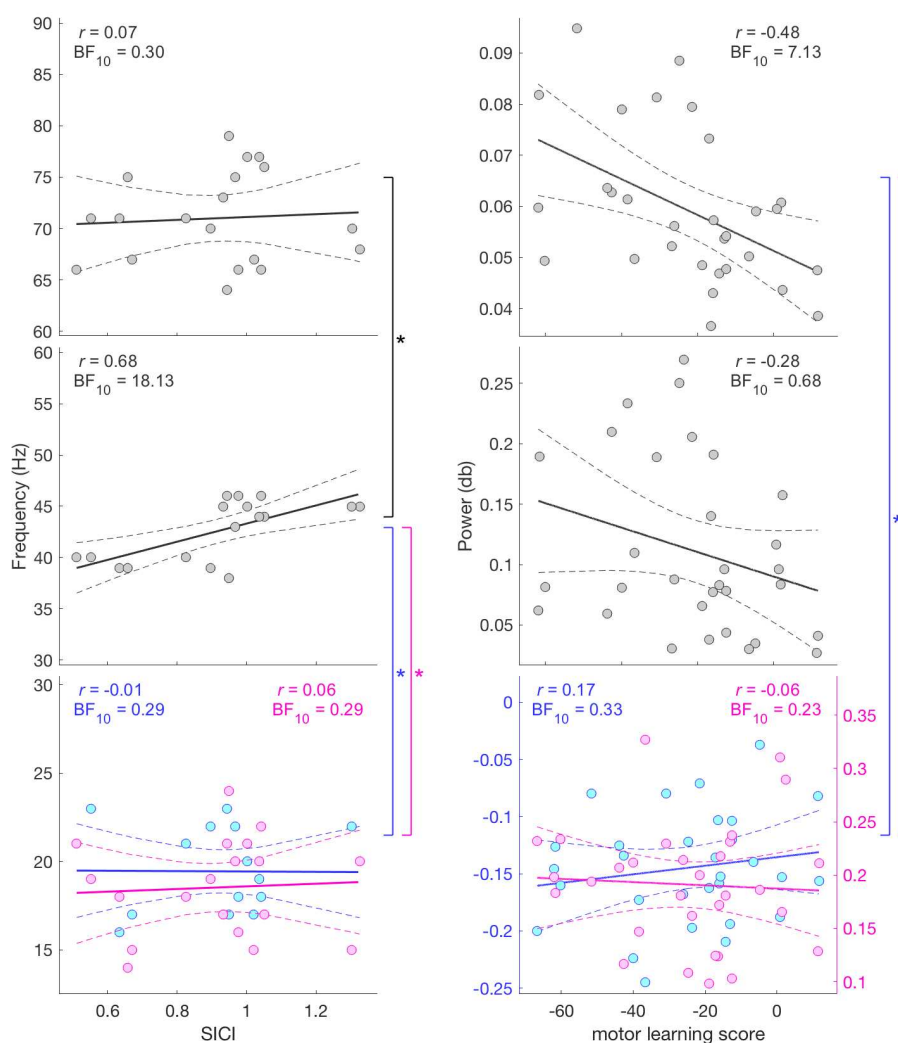 r = 0.07
BF10 = 0.30
90
85
80
75
70
65
60
r = -0.48
BF10 = 7.13
0.09
0.08
0.07
0.06
0.05
0.04
*
r = 0.68
BF10 = 18.13
60
55
50
45
40
35
30
Frequency (Hz)
r = -0.28
BF10 = 0.68
0.25
0.2
0.15
0.1
0.05
Power (db)
*
* *
r = -0.01
BF10 = 0.29
r = 0.06
BF10 = 0.29
30
25
20
15
0.6 0.8 1 1.2
SICI
r = 0.17
BF10 = 0.33
r = -0.06
BF10 = 0.23
0
-0.05
-0.1
-0.15
-0.2
-0.25
0.35
0.3
0.25
0.2
0.15
0.1
-60 -40 -20 0
motor learning score